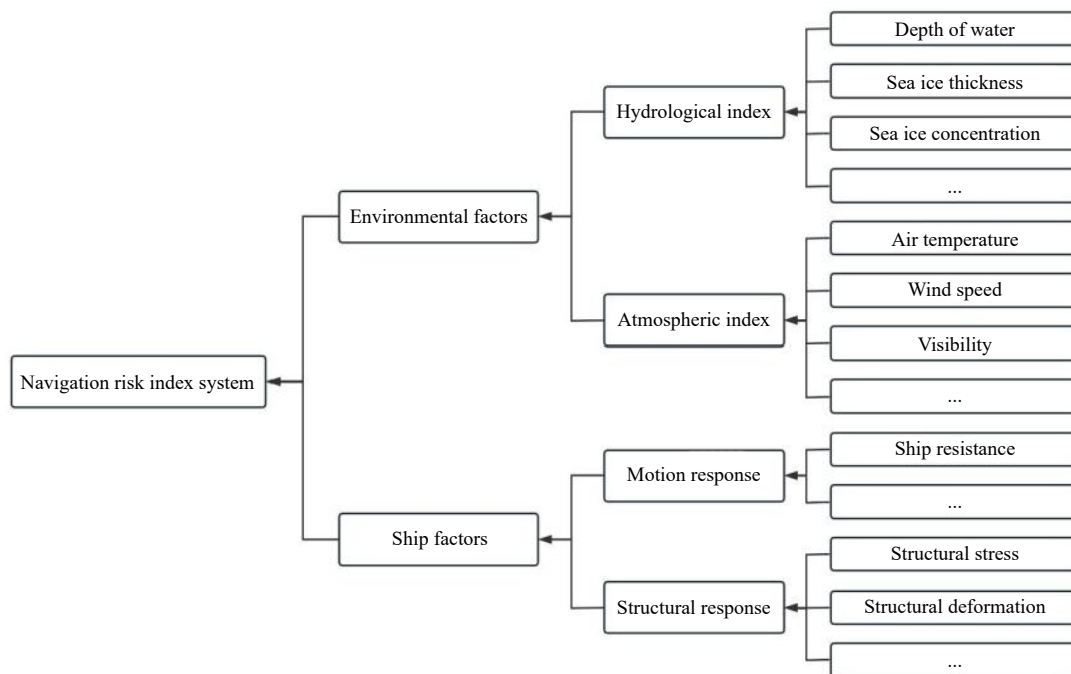 Depth of water
Sea ice thickness
Hydrological index
Sea ice concentration
...
Environmental factors
Air temperature
Wind speed
Atmospheric index
Visibility
Navigation risk index system
...
Ship resistance
Motion response
...
Ship factors
Structural stress
Structural response
Structural deformation
...